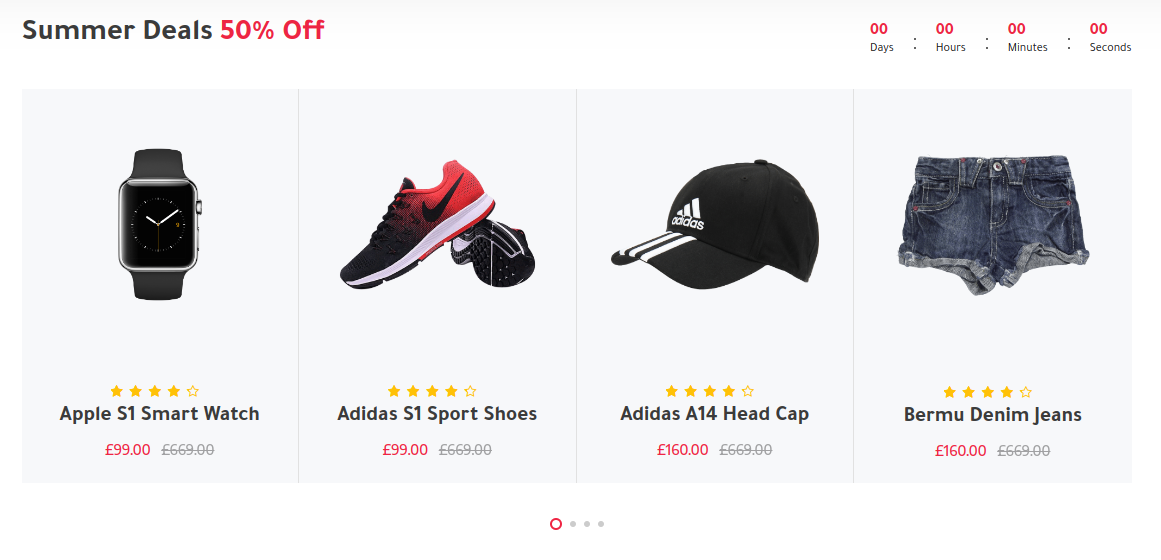 Summer Deals 50% Off
00 : 00 : 00 : 00
Days Hours Minutes Seconds
adidas
Apple S1 Smart Watch
£99.00 £669.00
Adidas S1 Sport Shoes
£99.00 £669.00
Adidas A14 Head Cap
£160.00 £669.00
Bermu Denim Jeans
£160.00 £669.00